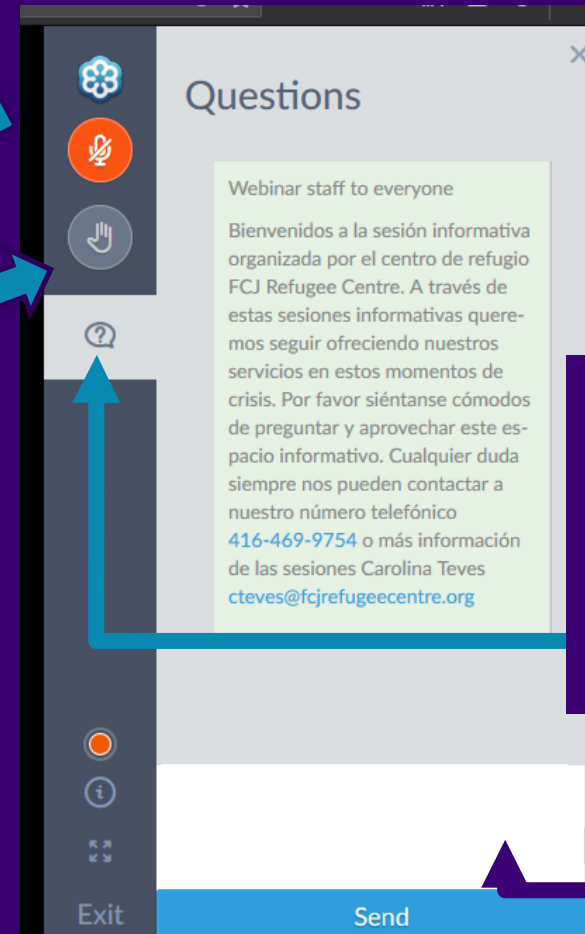 Questions
Webinar staff to everyone
Bienvenidos a la sesión informativa
organizada por el centro de refugio
FCJ Refugee Centre. A través de
estas sesiones informativas quere-
mos seguir ofreciendo nuestros
servicios en estos momentos de
crisis. Por favor siéntanse cómodos
de preguntar y aprovechar este es-
pacio informativo. Cualquier duda
siempre nos pueden contactar a
nuestro número telefónico
416-469-9754 o más información
de las sesiones Carolina Teves
cteves@fcjrefugeecentre.org
Exit
Send